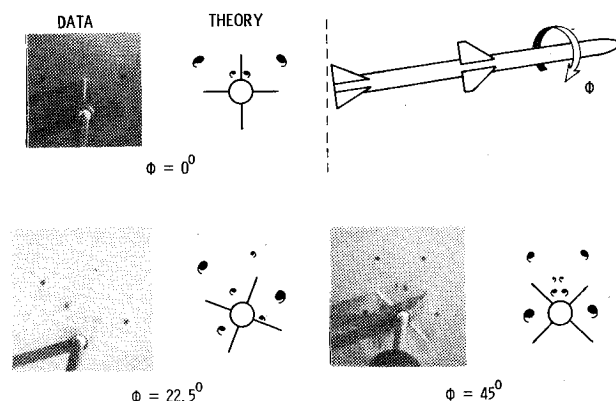 DATA
THEORY
Φ
Φ = 0⁰
Φ = 22.5⁰
Φ = 45⁰